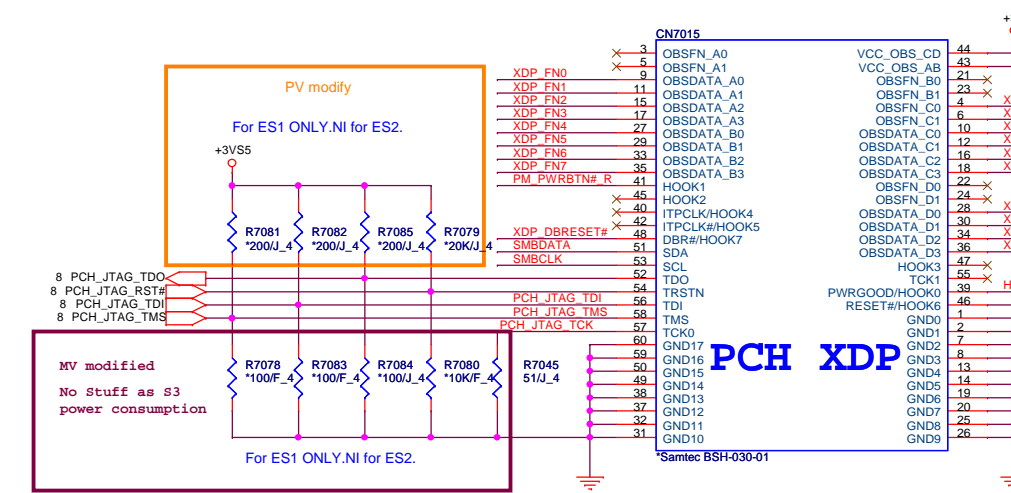 CN7015
3 OBSFN_A0
5 OBSFN_A1
XDP_FN0 9 OBSDATA_A0
XDP_FN1 11 OBSDATA_A1
XDP_FN2 15 OBSDATA_A2
XDP_FN3 17 OBSDATA_A3
XDP_FN4 27 OBSDATA_B0
XDP_FN5 29 OBSDATA_B1
XDP_FN6 33 OBSDATA_B2
XDP_FN7 35 OBSDATA_B3
PM_PWRBTN#_R 41 HOOK1
45 HOOK2
40 ITPCLK/HOOK4
42 ITPCLK#/HOOK5
XDP_DBRESET# 48 DBR#/HOOK7
SMBDATA 51 SDA
SMBCLK 53 SCL
52 TDO
54 TRSTN
PCH_JTAG_TDI 56 TDI
PCH_JTAG_TMS 58 TMS
PCH_JTAG_TCK 57 TCK0
60 GND17
59 GND16
50 GND15
49 GND14
38 GND13
37 GND12
32 GND11
31 GND10
VCC_OBS_CD 44
VCC_OBS_AB 43
OBSFN_B0 21
OBSFN_B1 23
OBSFN_C0 4 X
OBSFN_C1 6 X
OBSDATA_C0 10 X
OBSDATA_C1 12 X
OBSDATA_C2 16 X
OBSDATA_C3 18 X
OBSFN_D0 22
OBSFN_D1 24
OBSDATA_D0 28 X
OBSDATA_D1 30 X
OBSDATA_D2 34 X
OBSDATA_D3 36 X
HOOK3 47
TCK1 55
PWRGOOD/HOOK0 39 H
RESET#/HOOK6 46
GND0 1
GND1 2
GND2 7
GND3 8
GND4 13
GND5 14
GND6 19
GND7 20
GND8 25
GND9 26
PCH XDP
*Samtec BSH-030-01
PV modify
For ES1 ONLY.NI for ES2.
+3VS5
R7081 R7082 R7085 R7079
*200/J_4 *200/J_4 *200/J_4 *20K/J_4
8 PCH_JTAG_TDO
8 PCH_JTAG_RST#
8 PCH_JTAG_TDI
8 PCH_JTAG_TMS
MV modified
No Stuff as S3
power consumption
R7078 R7083 R7084 R7080 R7045
*100/F_4 *100/F_4 *100/J_4 *10K/F_4 51/J_4
For ES1 ONLY.NI for ES2.
+